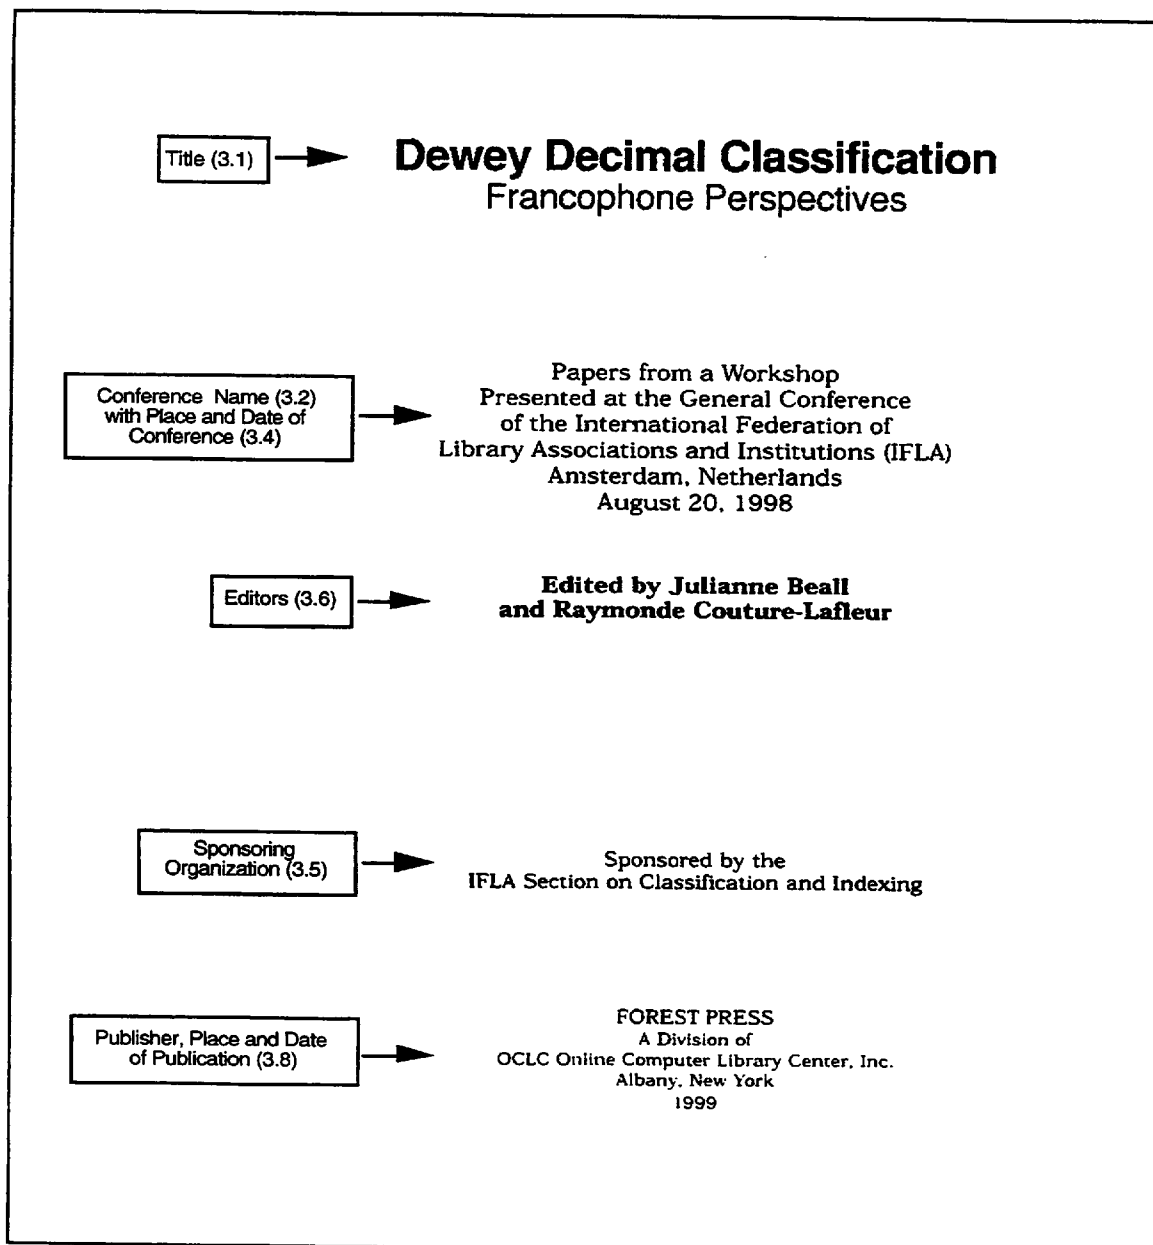 Title (3.1)
Dewey Decimal Classification
Francophone Perspectives
Conference Name (3.2)
with Place and Date of
Conference (3.4)
Papers from a Workshop
Presented at the General Conference
of the International Federation of
Library Associations and Institutions (IFLA)
Amsterdam, Netherlands
August 20, 1998
Editors (3.6)
Edited by Julianne Beall
and Raymonde Couture-Lafleur
Sponsoring
Organization (3.5)
Sponsored by the
IFLA Section on Classification and Indexing
Publisher, Place and Date
of Publication (3.8)
FOREST PRESS
A Division of
OCLC Online Computer Library Center, Inc.
Albany, New York
1999